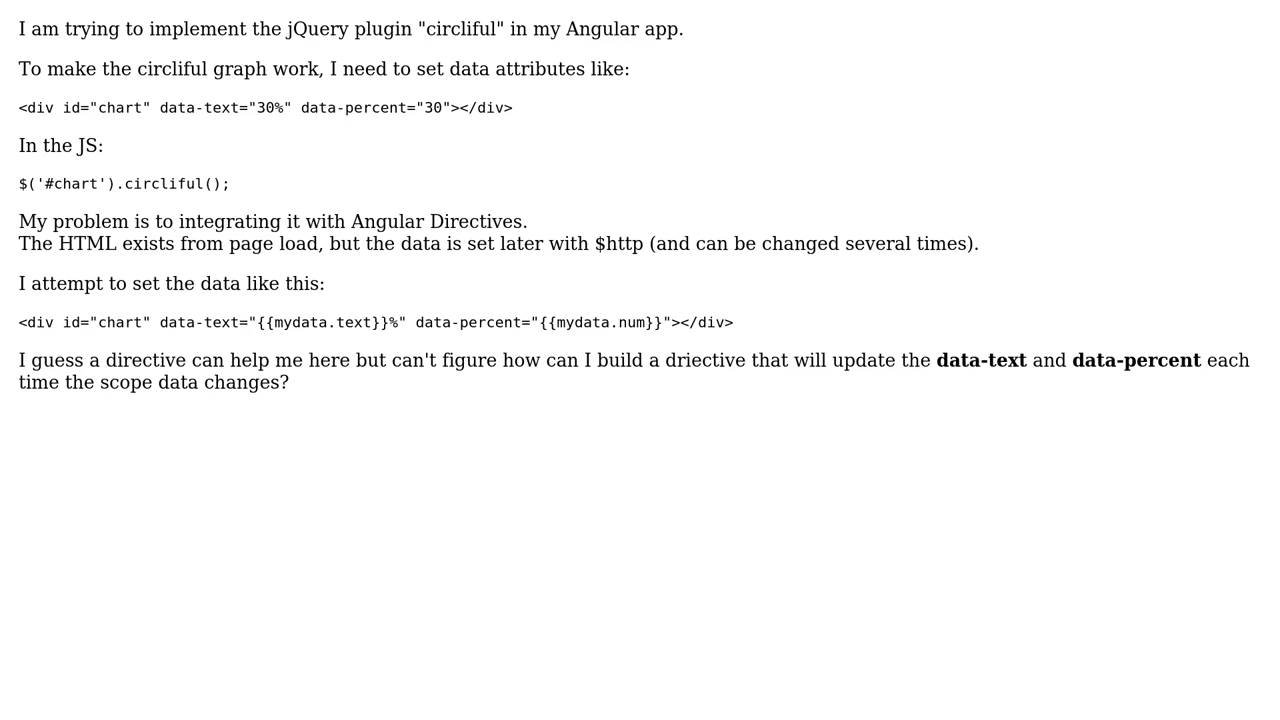 I am trying to implement the jQuery plugin "circliful" in my Angular app.
To make the circliful graph work, I need to set data attributes like:
<div id="chart" data-text="30%" data-percent="30"></div>
In the JS:
$('#chart').circliful();
My problem is to integrating it with Angular Directives.
The HTML exists from page load, but the data is set later with $http (and can be changed several times).
I attempt to set the data like this:
<div id="chart" data-text="{{mydata.text}}%" data-percent="{{mydata.num}}"></div>
I guess a directive can help me here but can't figure how can I build a driective that will update the data-text and data-percent each
time the scope data changes?